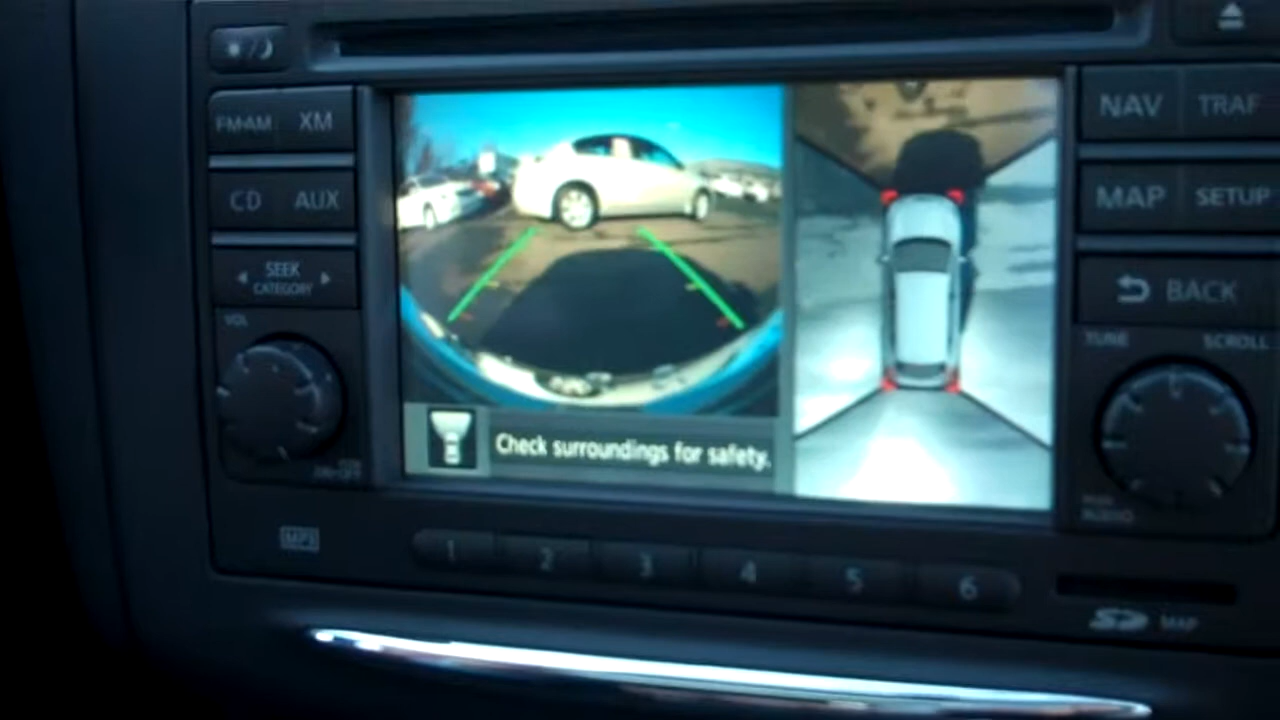 FM·AM XM
NAV TRAF
CD AUX
MAP SETUP
SEEK
CATEGORY
BACK
VOL
TUNE SCROLL
Check surroundings for safety.
AUDIO
MP3
1 2 3 4 5 6
SD MAP